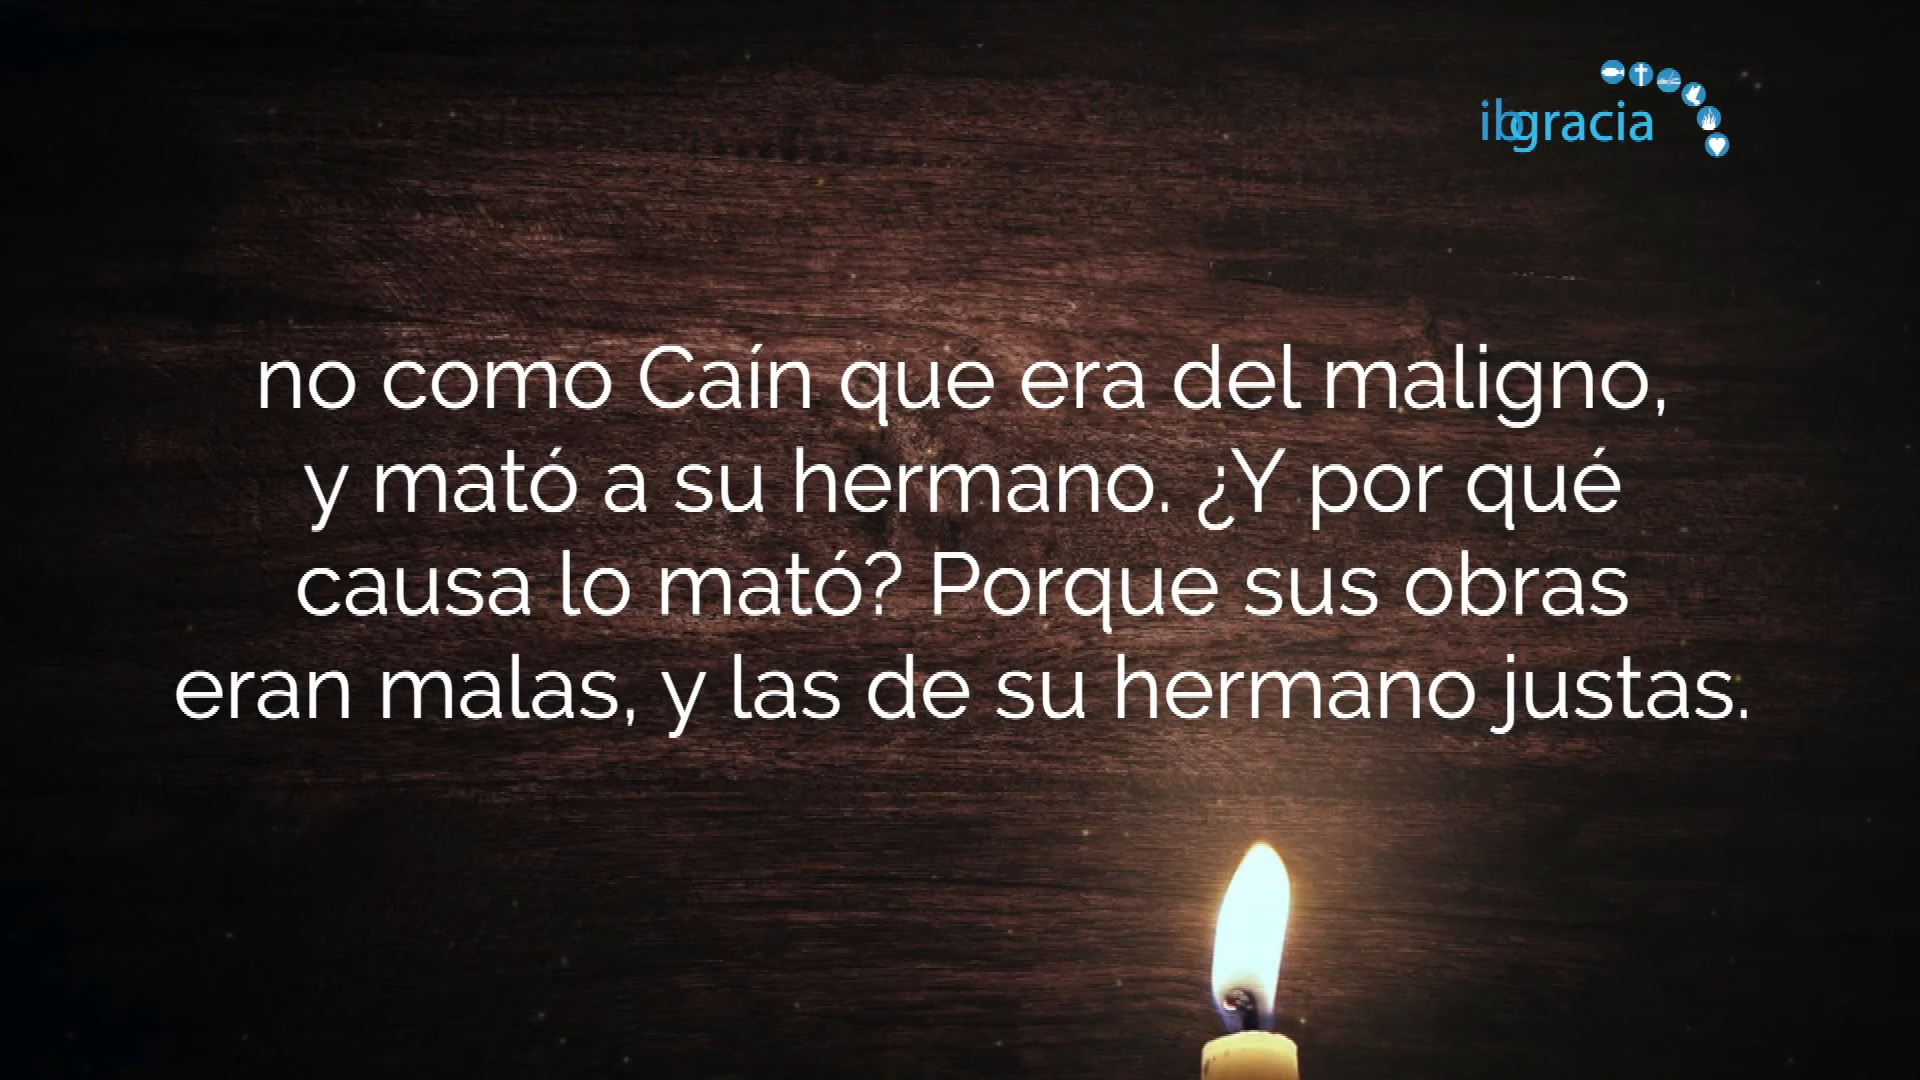 ibgracia
no como Caín que era del maligno,
y mató a su hermano. ¿Y por qué
causa lo mató? Porque sus obras
eran malas, y las de su hermano justas.